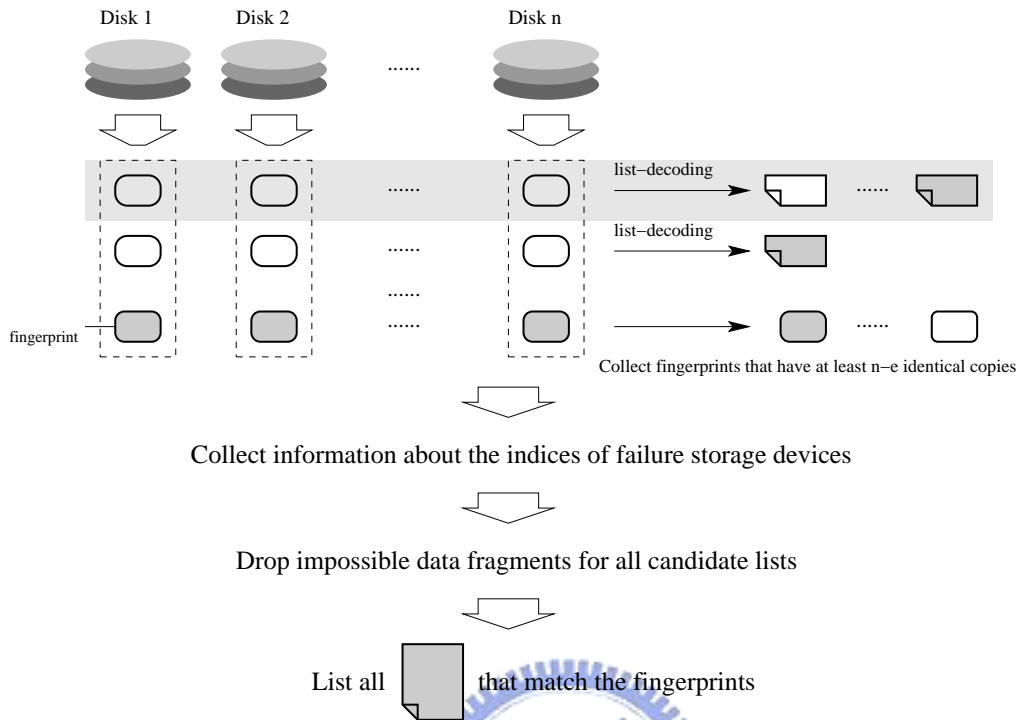 Disk 1 Disk 2 ...... Disk n
...... list−decoding ......
...... list−decoding
......
fingerprint ...... ......
Collect fingerprints that have at least n−e identical copies
Collect information about the indices of failure storage devices
Drop impossible data fragments for all candidate lists
List all that match the fingerprints